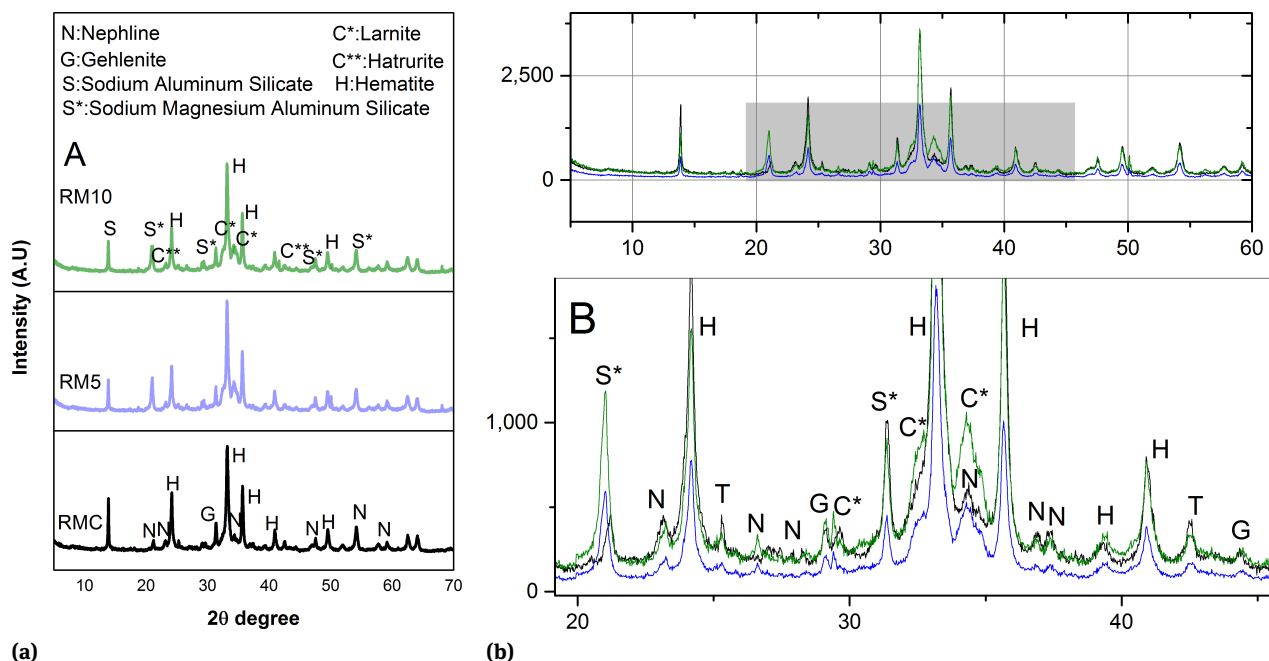 N:Nephline
C*:Larnite
G:Gehlenite
C**:Hatrurite
S:Sodium Aluminum Silicate
H:Hematite
S*:Sodium Magnesium Aluminum Silicate
A
RM10
S
S*
C**
H
S*
C*
H
H
C*
C**
S*
H
S*
RM5
RMC
N
N
H
G
N
H
H
H
N
H
N
N
Intensity (A.U)
10 20 30 40 50 60 70
2θ degree
(a)
2,500
0
10 20 30 40 50 60
B
S*
N
H
T
N
N
G
C*
S*
C*
H
C*
N
H
N
N
H
H
T
G
1,000
0
20 30 40
(b)